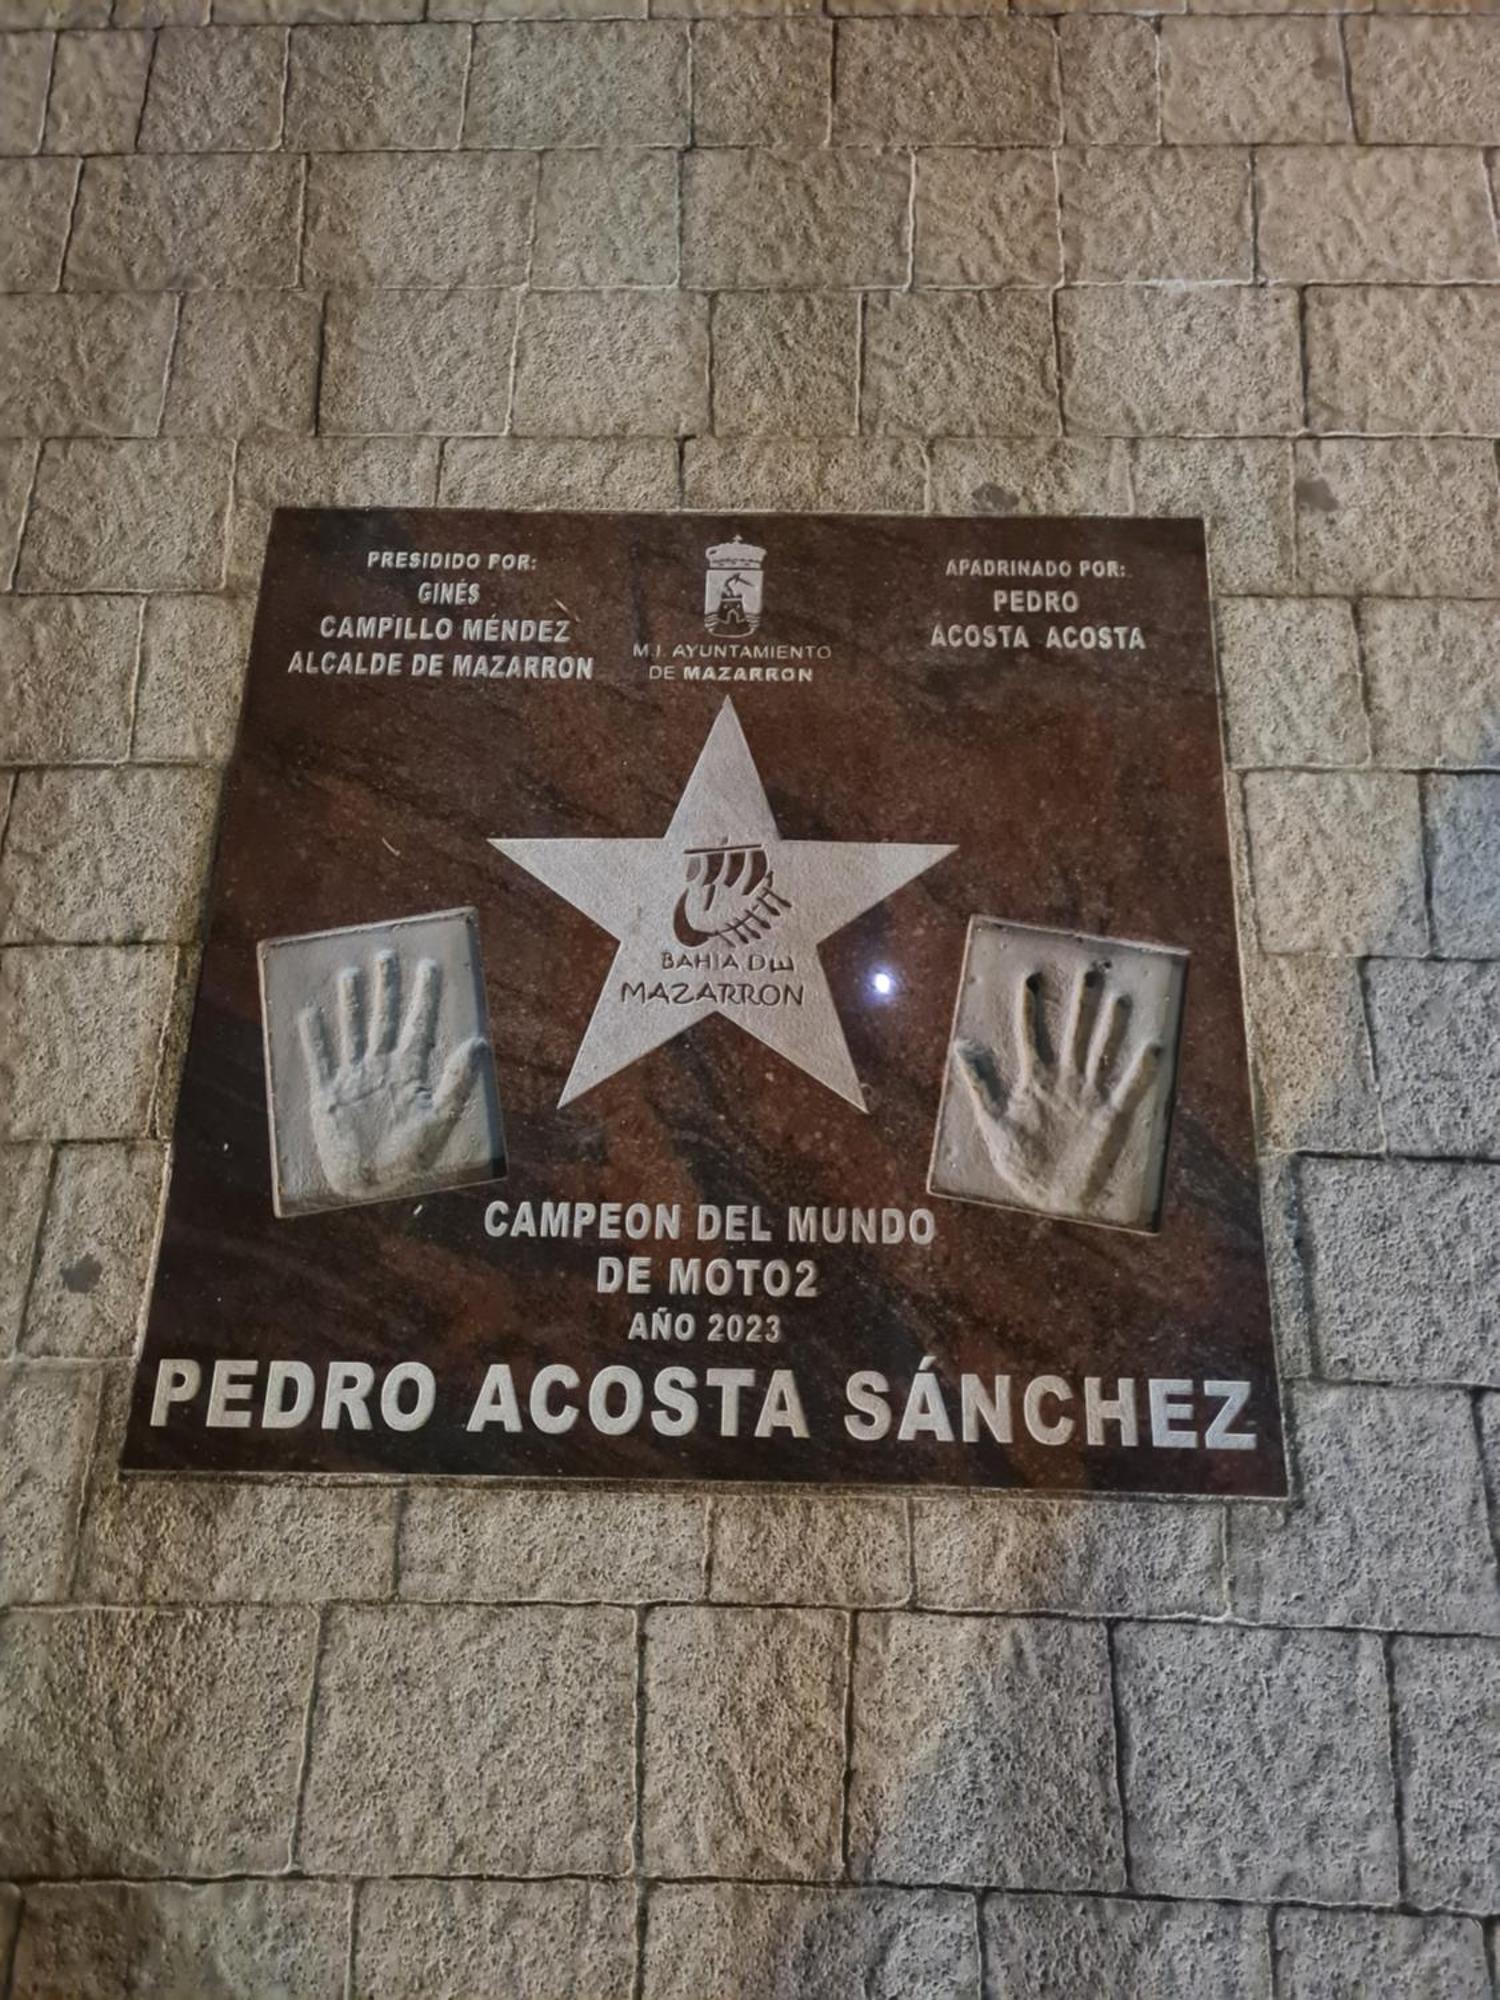 PRESIDIDO POR:
GINÉS
CAMPILLO MÉNDEZ
ALCALDE DE MAZARRON
M.I. AYUNTAMIENTO
DE MAZARRON
APADRINADO POR:
PEDRO
ACOSTA ACOSTA
BAHIA DE
MAZARRON
CAMPEON DEL MUNDO
DE MOTO2
AÑO 2023
PEDRO ACOSTA SÁNCHEZ